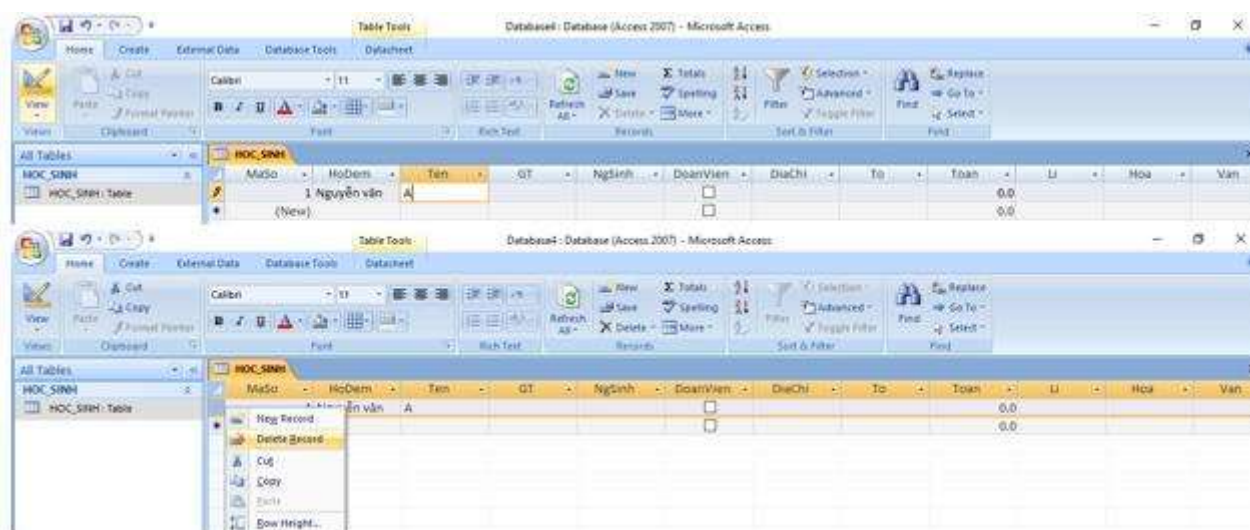 Table Tools Database4 : Database (Access 2007) - Microsoft Access
Home Create External Data Database Tools Datasheet
Cut Calibri 11 New Totals Selection Replace
Copy Save Spelling Advanced Go To
View Paste Format Painter B I U A Refresh All Delete More Filter Toggle Filter Find Select
Views Clipboard Font Rich Text Records Sort & Filter Find
All Tables HOC_SINH
HOC_SINH MaSo HoDem Ten GT NgSinh DoanVien DiaChi To Toan Li Hoa Van
HOC_SINH : Table 1 Nguyễn văn A 0.0
(New) 0.0
Table Tools Database4 : Database (Access 2007) - Microsoft Access
Home Create External Data Database Tools Datasheet
Cut Calibri 11 New Totals Selection Replace
Copy Save Spelling Advanced Go To
View Paste Format Painter B I U A Refresh All Delete More Filter Toggle Filter Find Select
Views Clipboard Font Rich Text Records Sort & Filter Find
All Tables HOC_SINH
HOC_SINH MaSo HoDem Ten GT NgSinh DoanVien DiaChi To Toan Li Hoa Van
HOC_SINH : Table văn A 0.0
New Record 0.0
Delete Record
Cut
Copy
Paste
Row Height...